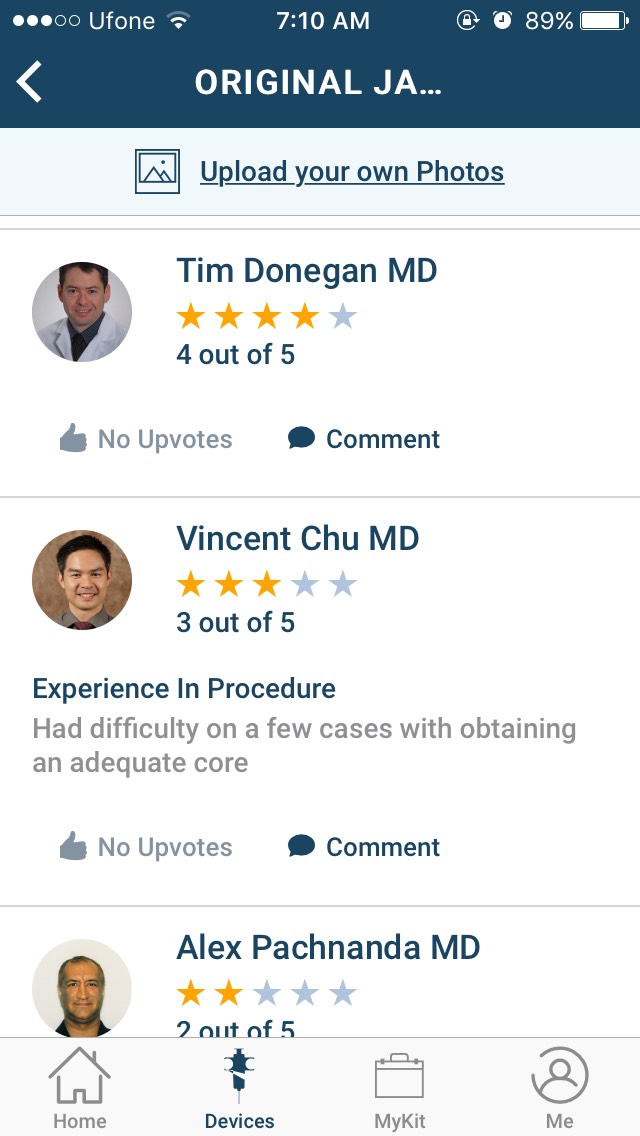 Ufone 7:10 AM 89%
ORIGINAL JA...
Upload your own Photos
Tim Donegan MD
4 out of 5
No Upvotes Comment
Vincent Chu MD
3 out of 5
Experience In Procedure
Had difficulty on a few cases with obtaining
an adequate core
No Upvotes Comment
Alex Pachnanda MD
2 out of 5
Home Devices MyKit Me